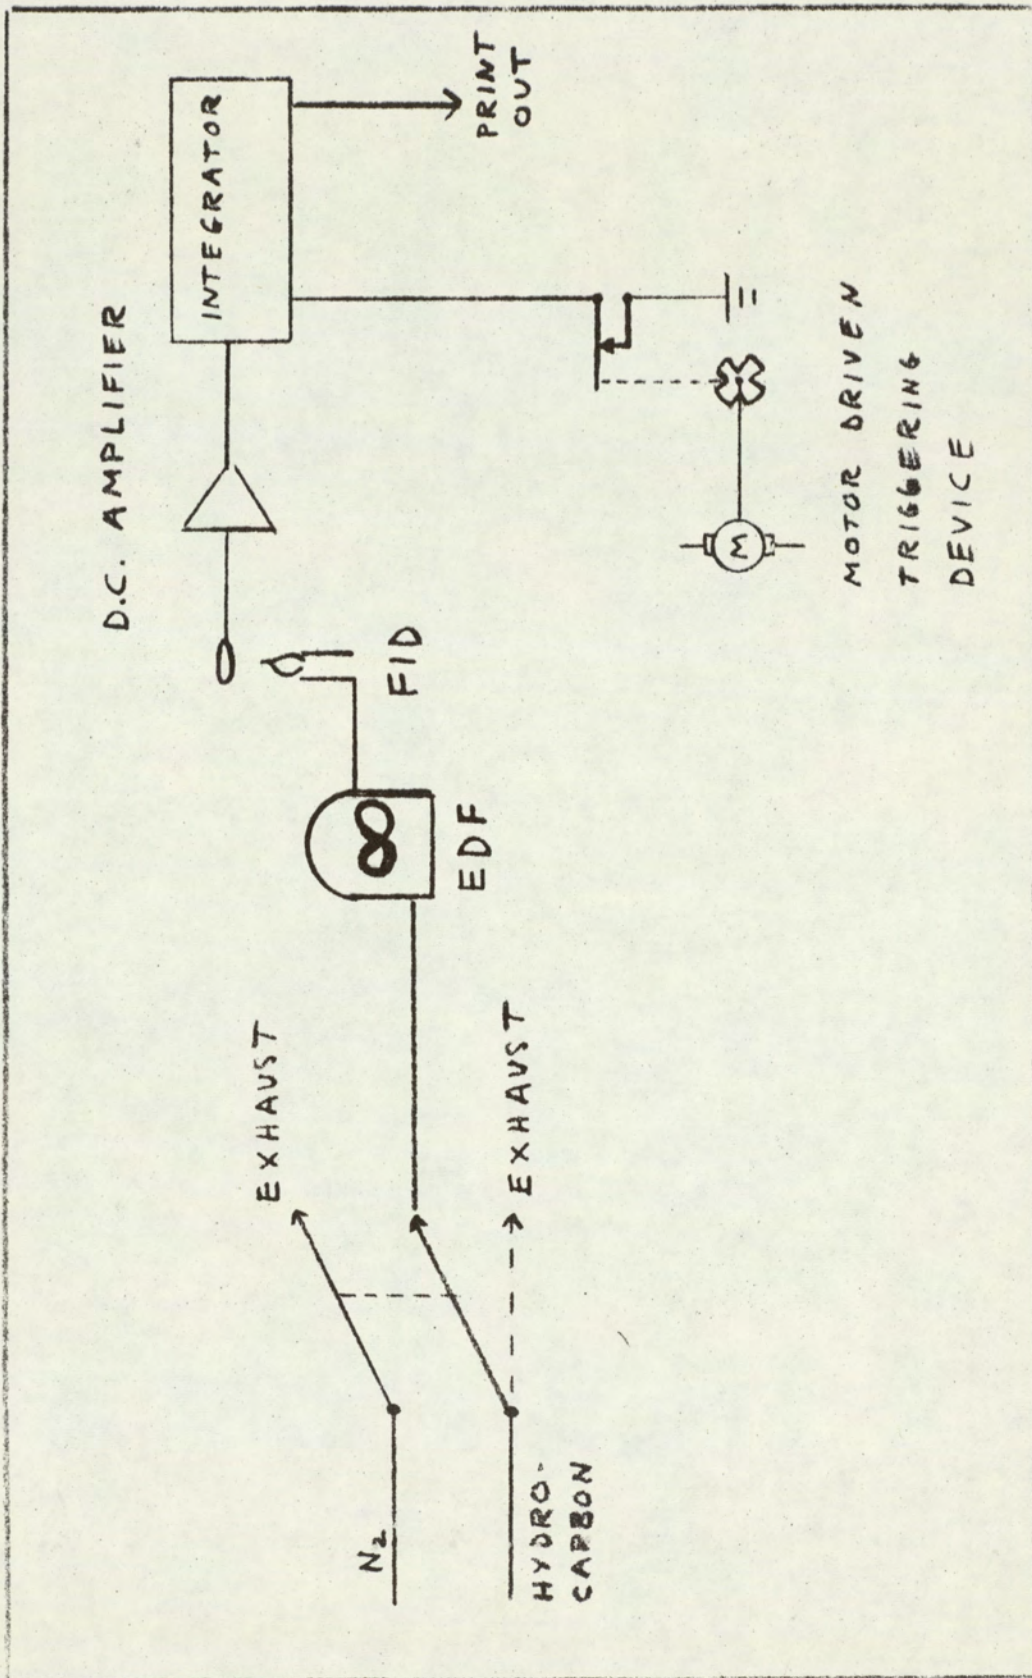 N₂
HYDRO-
CARBON
EXHAUST
EXHAUST
EDF
FID
D.C. AMPLIFIER
INTEGRATOR
PRINT
OUT
M
MOTOR DRIVEN
TRIGGERING
DEVICE